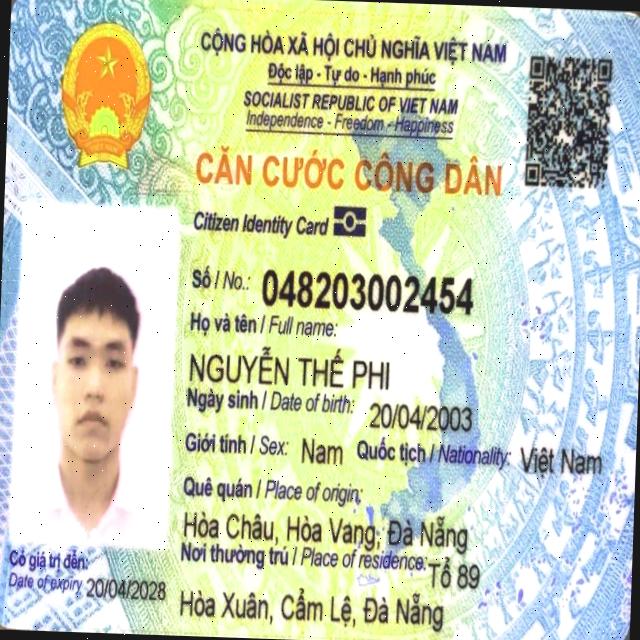 CỘNG HÒA XÃ HỘI CHỦ NGHĨA VIỆT NAM
Độc lập - Tự do - Hạnh phúc
SOCIALIST REPUBLIC OF VIET NAM
Independence - Freedom - Happiness
CĂN CƯỚC CÔNG DÂN
Citizen Identity Card
Số / No.: 048203002454
Họ và tên / Full name:
NGUYỄN THẾ PHI
Ngày sinh / Date of birth: 20/04/2003
Giới tính / Sex: Nam Quốc tịch / Nationality: Việt Nam
Quê quán / Place of origin:
Hòa Châu, Hòa Vang, Đà Nẵng
Nơi thường trú / Place of residence: Tổ 89
Hòa Xuân, Cẩm Lệ, Đà Nẵng
Có giá trị đến:
Date of expiry 20/04/2028